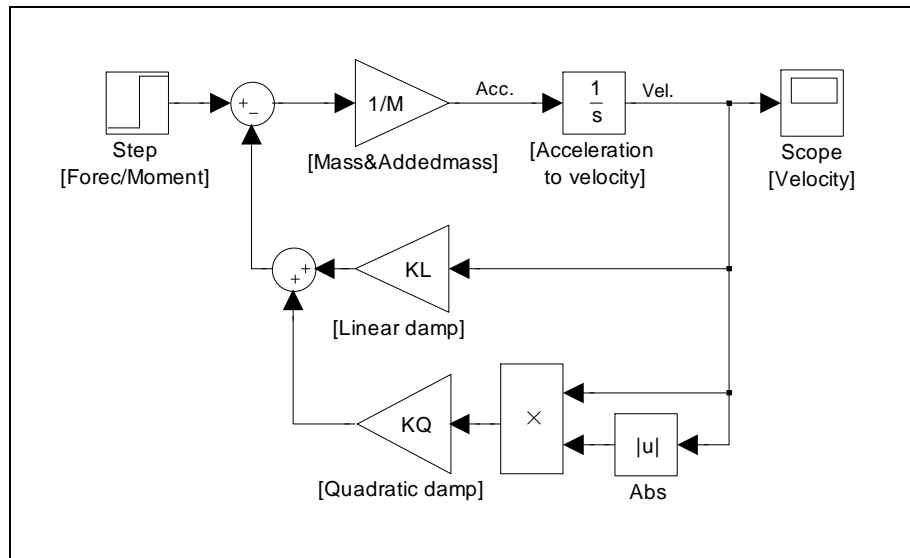 Step
[Forec/Moment]
+
−
1/M
[Mass&Addedmass]
Acc.
1
s
[Acceleration
to velocity]
Vel.
Scope
[Velocity]
+
+
KL
[Linear damp]
KQ
[Quadratic damp]
×
|u|
Abs